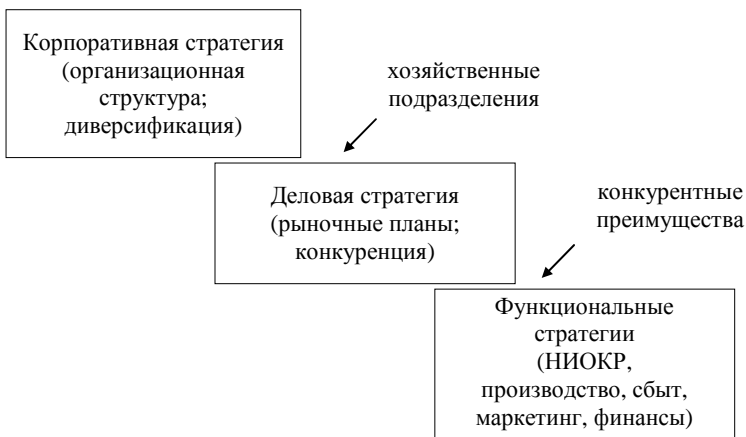 Корпоративная стратегия
(организационная
структура;
диверсификация)
хозяйственные
подразделения
Деловая стратегия
(рыночные планы;
конкуренция)
конкурентные
преимущества
Функциональные
стратегии
(НИОКР,
производство, сбыт,
маркетинг, финансы)